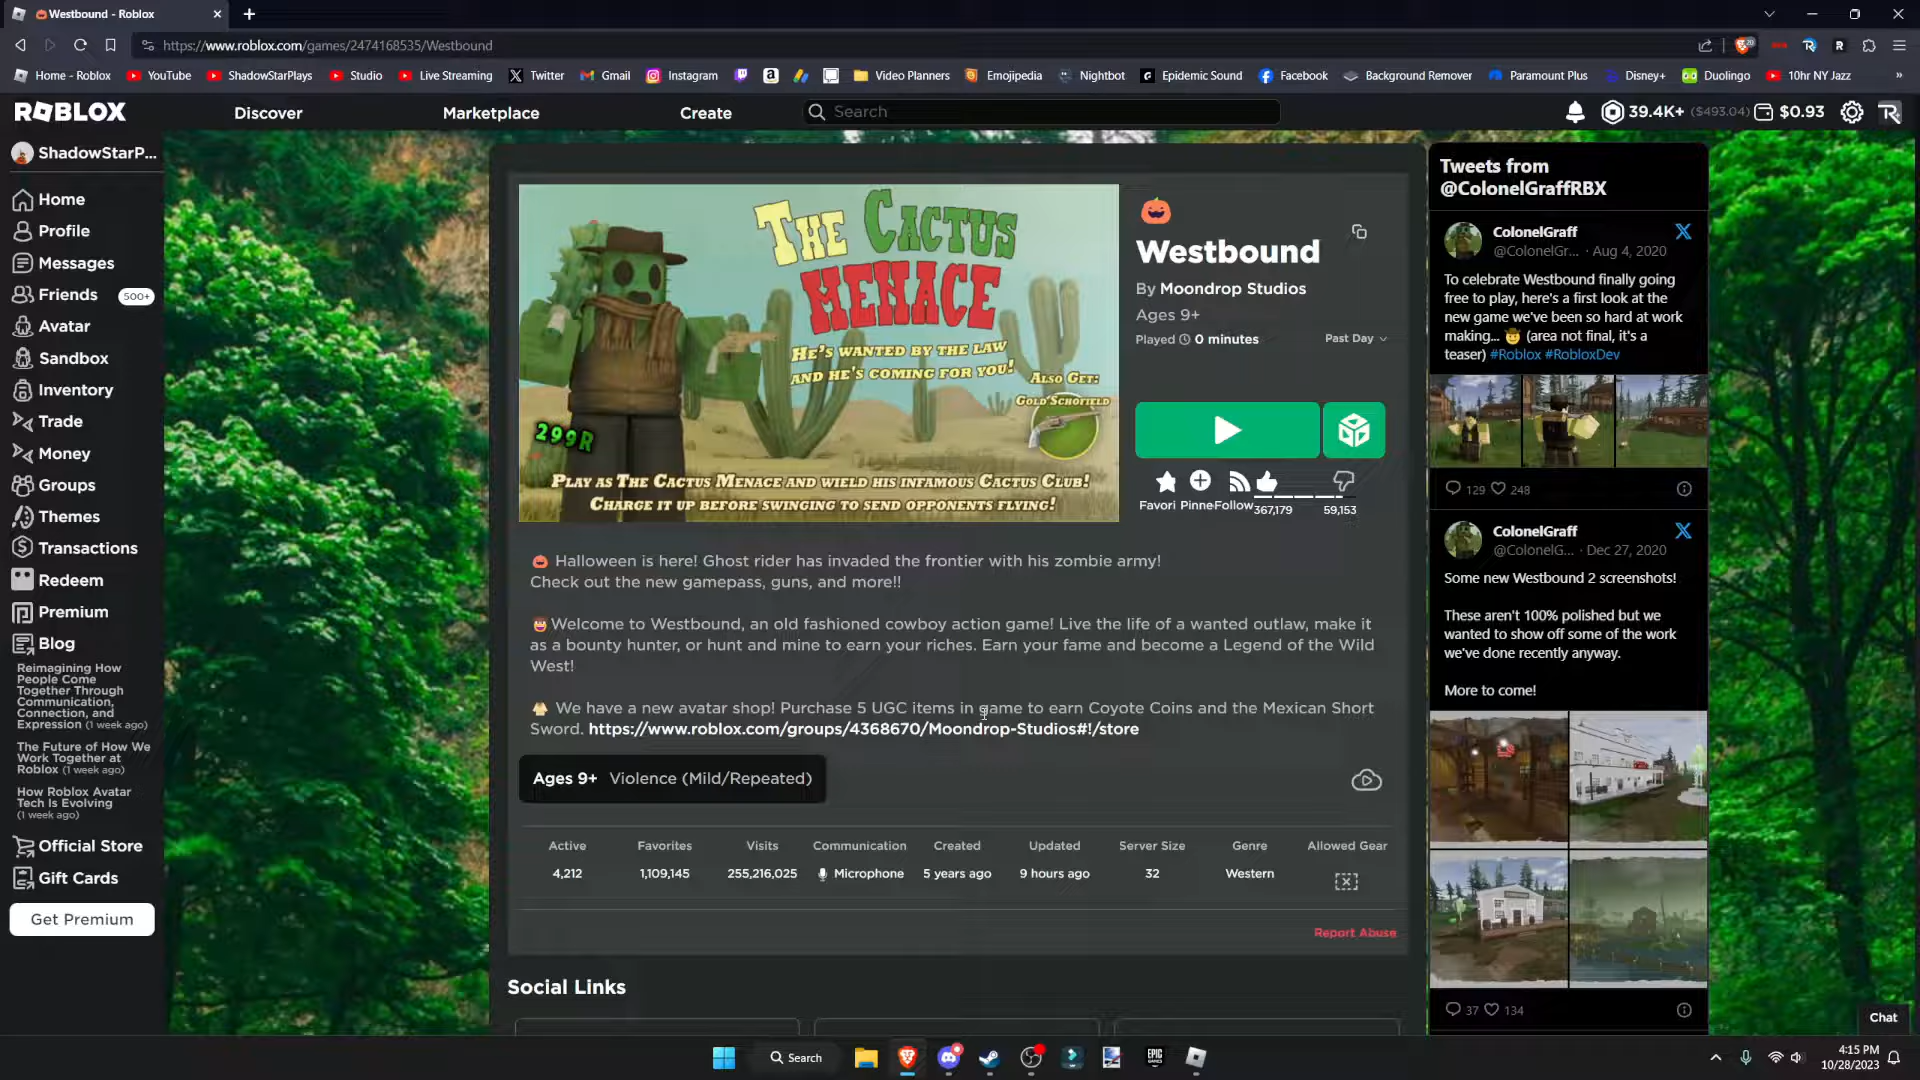 Westbound - Roblox
https://www.roblox.com/games/2474168535/Westbound
Home - Roblox YouTube ShadowStarPlays Studio Live Streaming Twitter Gmail Instagram Video Planners Emojipedia Nightbot Epidemic Sound Facebook Background Remover Paramount Plus Disney+ Duolingo 10hr NY Jazz »
ROBLOX Discover Marketplace Create Search 39.4K+ ($493.04) $0.93
ShadowStarP...
Home
Profile
Messages
Friends 500+
Avatar
Sandbox
Inventory
Trade
Money
Groups
Themes
Transactions
Redeem
Premium
Blog
Reimagining How
People Come
Together Through
Communication,
Connection, and
Expression (1 week ago)
The Future of How We
Work Together at
Roblox (1 week ago)
How Roblox Avatar
Tech Is Evolving
(1 week ago)
Official Store
Gift Cards
Get Premium
THE CACTUS
MENACE
HE'S WANTED BY THE LAW
AND HE'S COMING FOR YOU!
ALSO GET:
GOLD SCHOFIELD
299R
PLAY AS THE CACTUS MENACE AND WIELD HIS INFAMOUS CACTUS CLUB!
CHARGE IT UP BEFORE SWINGING TO SEND OPPONENTS FLYING!
🎃
Westbound
By Moondrop Studios
Ages 9+
Played 0 minutes Past Day
Favori Pinne Follow 367,179 59,153
🎃 Halloween is here! Ghost rider has invaded the frontier with his zombie army!
Check out the new gamepass, guns, and more!!
🤠Welcome to Westbound, an old fashioned cowboy action game! Live the life of a wanted outlaw, make it
as a bounty hunter, or hunt and mine to earn your riches. Earn your fame and become a Legend of the Wild
West!
We have a new avatar shop! Purchase 5 UGC items in game to earn Coyote Coins and the Mexican Short
Sword. https://www.roblox.com/groups/4368670/Moondrop-Studios#!/store
Ages 9+ Violence (Mild/Repeated)
Active Favorites Visits Communication Created Updated Server Size Genre Allowed Gear
4,212 1,109,145 255,216,025 Microphone 5 years ago 9 hours ago 32 Western
Report Abuse
Social Links
Tweets from
@ColonelGraffRBX
ColonelGraff
@ColonelGr... · Aug 4, 2020
To celebrate Westbound finally going
free to play, here's a first look at the
new game we've been so hard at work
making... 🤠 (area not final, it's a
teaser) #Roblox #RobloxDev
129 248
ColonelGraff
@ColonelG... · Dec 27, 2020
Some new Westbound 2 screenshots!
These aren't 100% polished but we
wanted to show off some of the work
we've done recently anyway.
More to come!
37 134
Chat
Search
EPIC
4:15 PM
10/28/2023